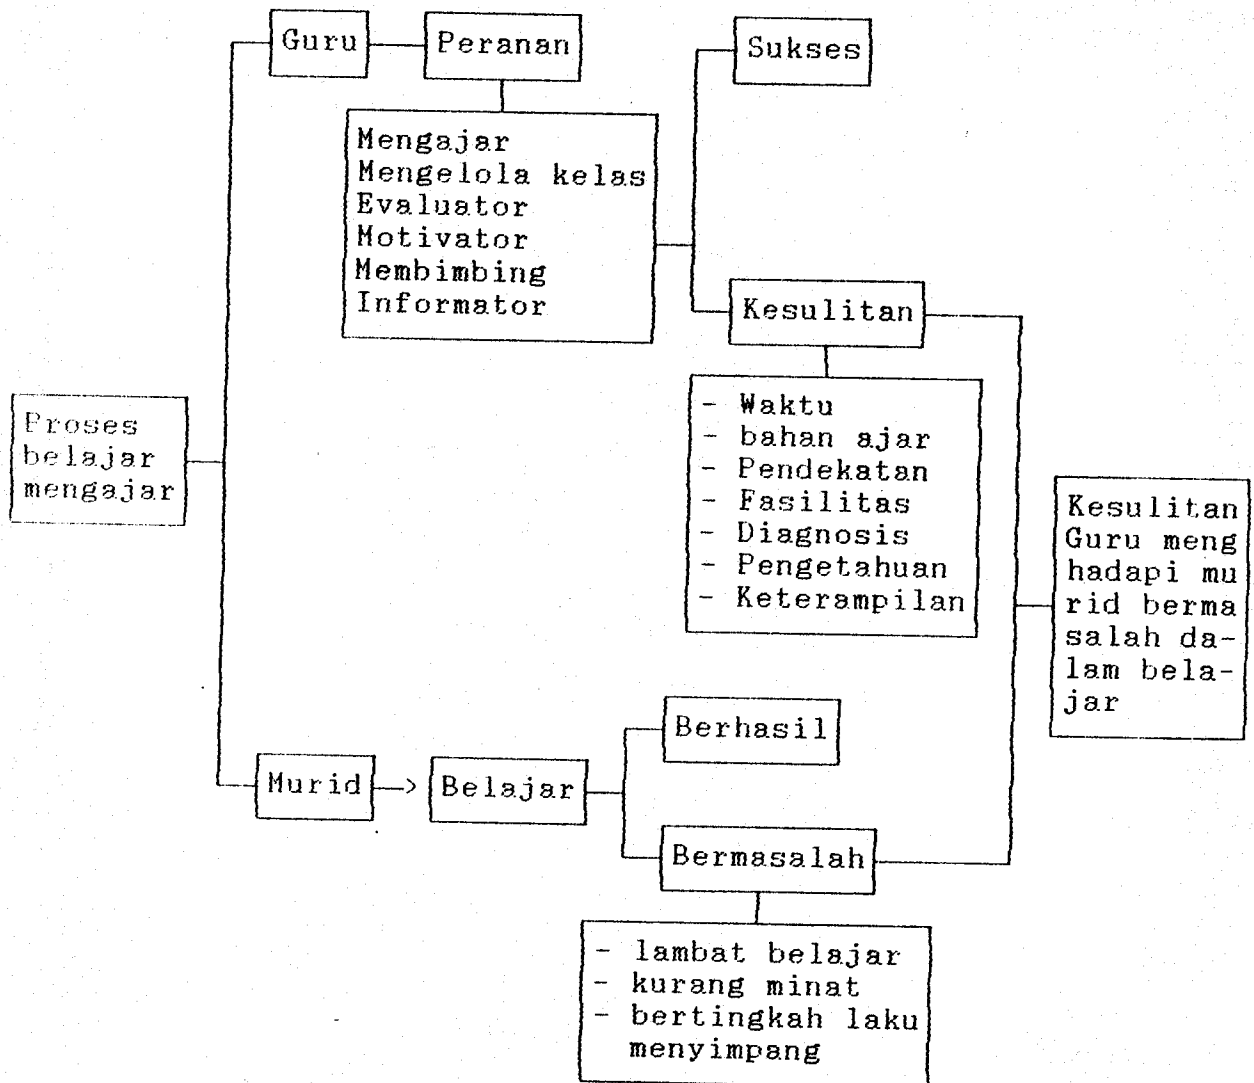 Guru
Peranan
Sukses
Mengajar
Mengelola kelas
Evaluator
Motivator
Membimbing
Informator
Kesulitan
- Waktu
- bahan ajar
- Pendekatan
- Fasilitas
- Diagnosis
- Pengetahuan
- Keterampilan
Proses
belajar
mengajar
Kesulitan
Guru meng
hadapi mu
rid berma
salah da-
lam bela-
jar
Berhasil
Murid
Belajar
Bermasalah
- lambat belajar
- kurang minat
- bertingkah laku
menyimpang